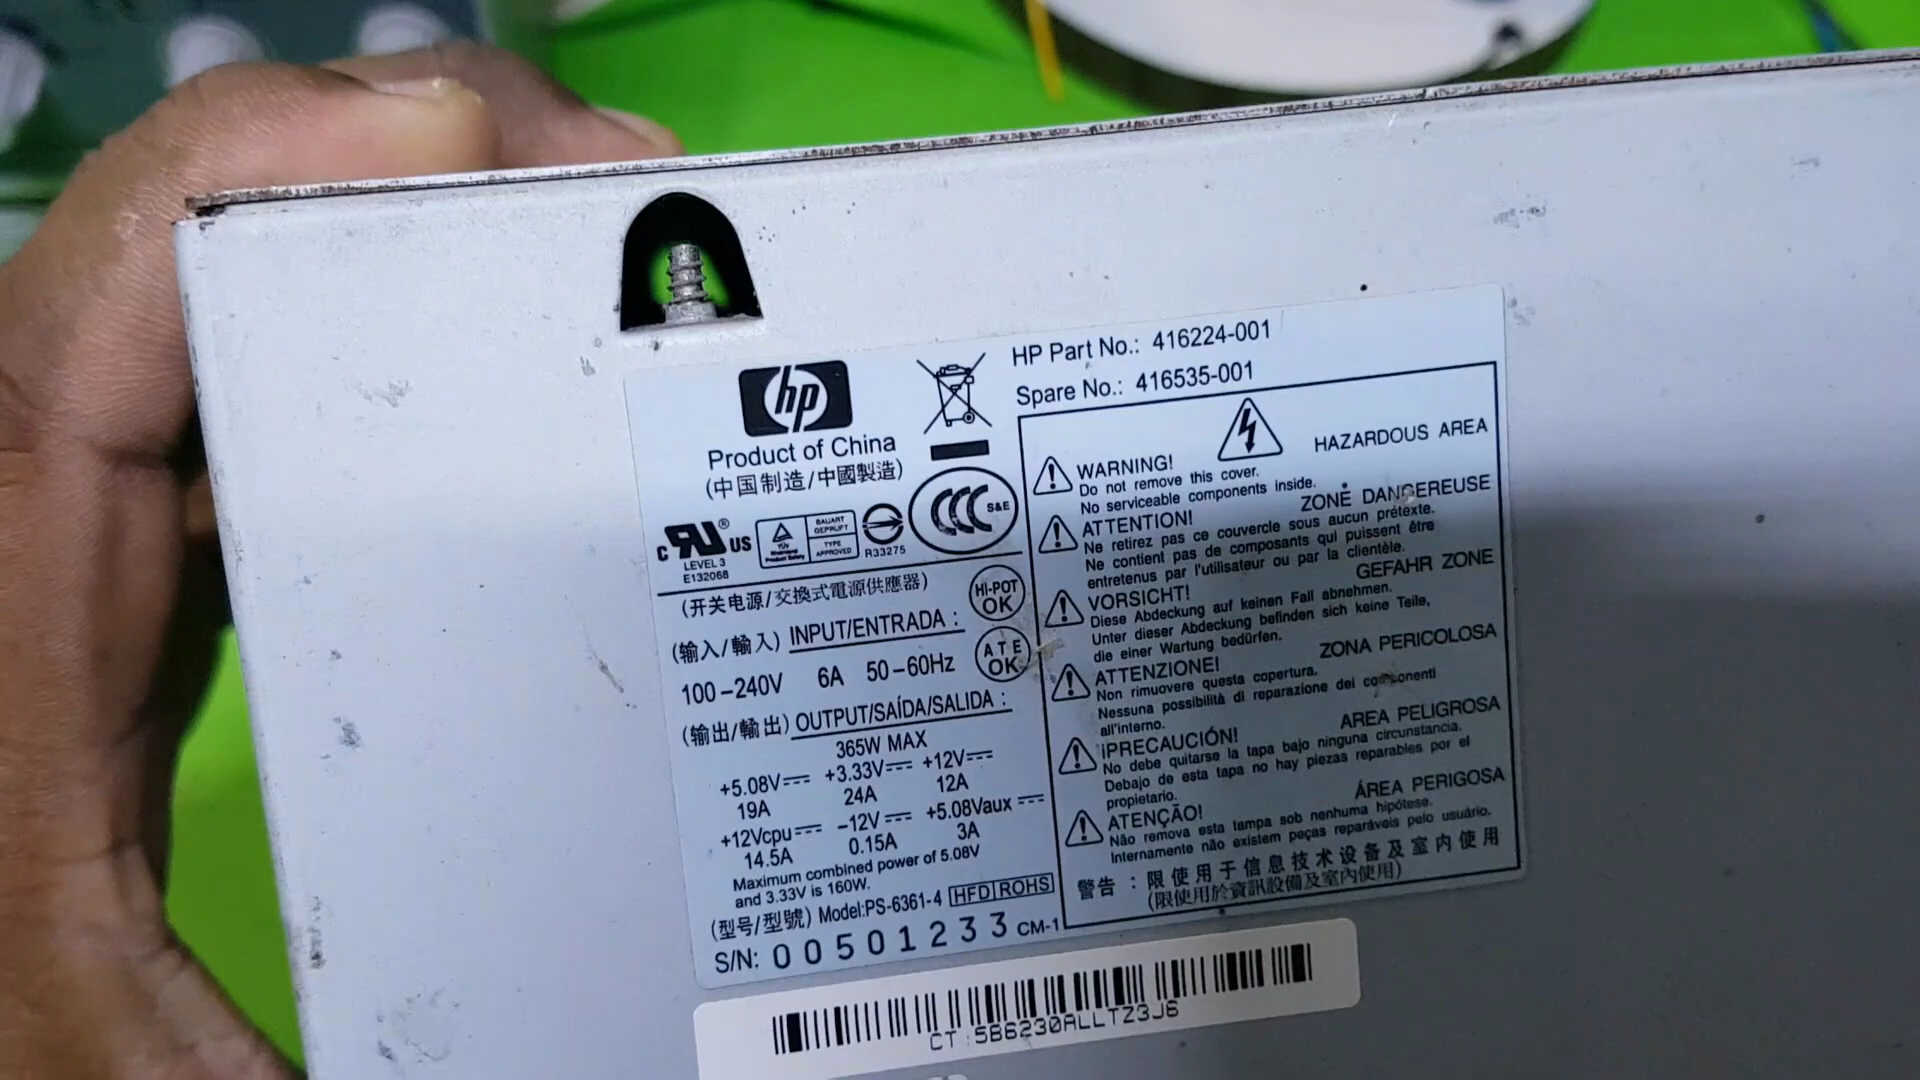 hp
HP Part No.: 416224-001
Spare No.: 416535-001
Product of China
(中国制造/中國製造)
c RU® US
LEVEL 3
E132068
TÜV
Rheinland
Product Safety
BAUART
GEPRÜFT
TYPE
APPROVED
R33275
CCC S&E
(开关电源/交換式電源供應器)
HI-POT
OK
(输入/輸入) INPUT/ENTRADA :
100-240V 6A 50-60Hz
A T E
OK
(输出/輸出) OUTPUT/SAÍDA/SALIDA :
365W MAX
+5.08V +3.33V +12V
19A 24A 12A
+12Vcpu -12V +5.08Vaux
14.5A 0.15A 3A
Maximum combined power of 5.08V
and 3.33V is 160W.
(型号/型號) Model:PS-6361-4 HFD ROHS
S/N: 00501233 CM-1
HAZARDOUS AREA
WARNING!
Do not remove this cover.
No serviceable components inside.
ZONE DANGEREUSE
ATTENTION!
Ne retirez pas ce couvercle sous aucun prétexte.
Ne contient pas de composants qui puissent être
entretenus par l'utilisateur ou par la clientèle.
GEFAHR ZONE
VORSICHT!
Diese Abdeckung auf keinen Fall abnehmen.
Unter dieser Abdeckung befinden sich keine Teile,
die einer Wartung bedürfen.
ZONA PERICOLOSA
ATTENZIONE!
Non rimuovere questa copertura.
Nessuna possibilità di reparazione dei componenti
all'interno.
AREA PELIGROSA
¡PRECAUCIÓN!
No debe quitarse la tapa bajo ninguna circunstancia.
Debajo de esta tapa no hay piezas reparables por el
propietario.
ÁREA PERIGOSA
ATENÇÃO!
Não remova esta tampa sob nenhuma hipótese.
Internamente não existem peças reparáveis pelo usuário.
警告：限使用于信息技术设备及室内使用
(限使用於資訊設備及室內使用)
CT:5B6230ALLTZ3J6